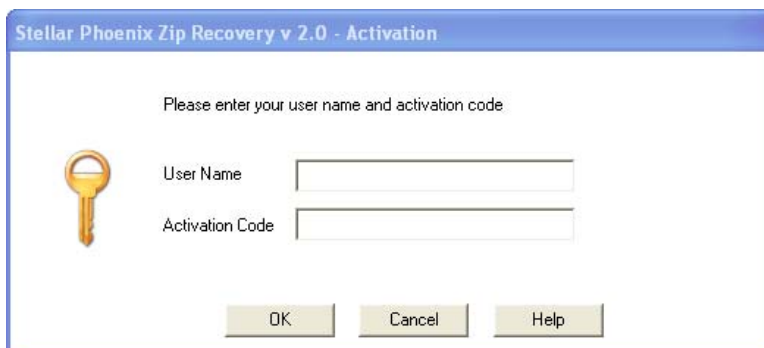 Stellar Phoenix Zip Recovery v 2.0 - Activation
Please enter your user name and activation code
User Name
Activation Code
OK Cancel Help